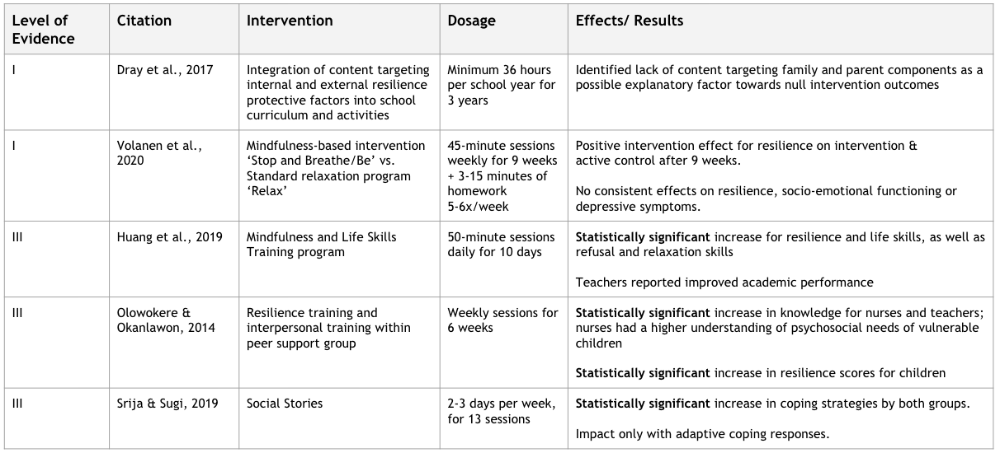 Level of Evidence
Citation
Intervention
Dosage
Effects/ Results
I
Dray et al., 2017
Integration of content targeting
internal and external resilience
protective factors into school
curriculum and activities
Minimum 36 hours
per school year for
3 years
Identified lack of content targeting family and parent components as a
possible explanatory factor towards null intervention outcomes
I
Volanen et al.,
2020
Mindfulness-based intervention
‘Stop and Breathe/Be’ vs.
Standard relaxation program
‘Relax’
45-minute sessions
weekly for 9 weeks
+ 3-15 minutes of
homework
5-6x/week
Positive intervention effect for resilience on intervention &
active control after 9 weeks.
No consistent effects on resilience, socio-emotional functioning or
depressive symptoms.
III
Huang et al., 2019
Mindfulness and Life Skills
Training program
50-minute sessions
daily for 10 days
Statistically significant increase for resilience and life skills, as well as
refusal and relaxation skills
Teachers reported improved academic performance
III
Olowokere &
Okanlawon, 2014
Resilience training and
interpersonal training within
peer support group
Weekly sessions for
6 weeks
Statistically significant increase in knowledge for nurses and teachers;
nurses had a higher understanding of psychosocial needs of vulnerable
children
Statistically significant increase in resilience scores for children
III
Srija & Sugi, 2019
Social Stories
2-3 days per week,
for 13 sessions
Statistically significant increase in coping strategies by both groups.
Impact only with adaptive coping responses.